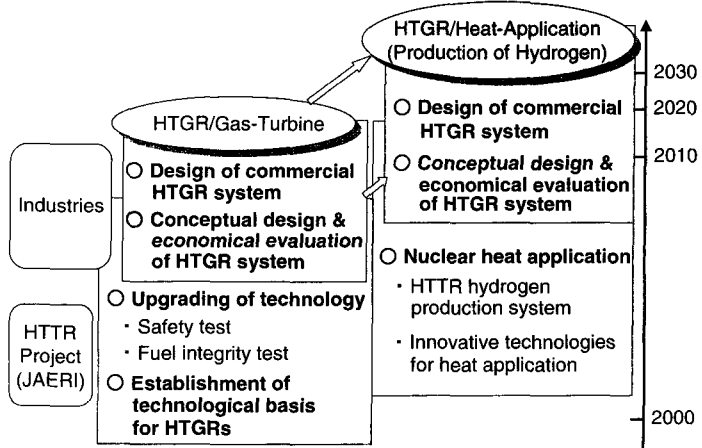 HTGR/Heat-Application
(Production of Hydrogen)
2030
2020
2010
2000
○ Design of commercial
HTGR system
○ Conceptual design &
economical evaluation
of HTGR system
○ Nuclear heat application
· HTTR hydrogen
production system
· Innovative technologies
for heat application
HTGR/Gas-Turbine
○ Design of commercial
HTGR system
○ Conceptual design &
economical evaluation
of HTGR system
○ Upgrading of technology
· Safety test
· Fuel integrity test
○ Establishment of
technological basis
for HTGRs
Industries
HTTR
Project
(JAERI)